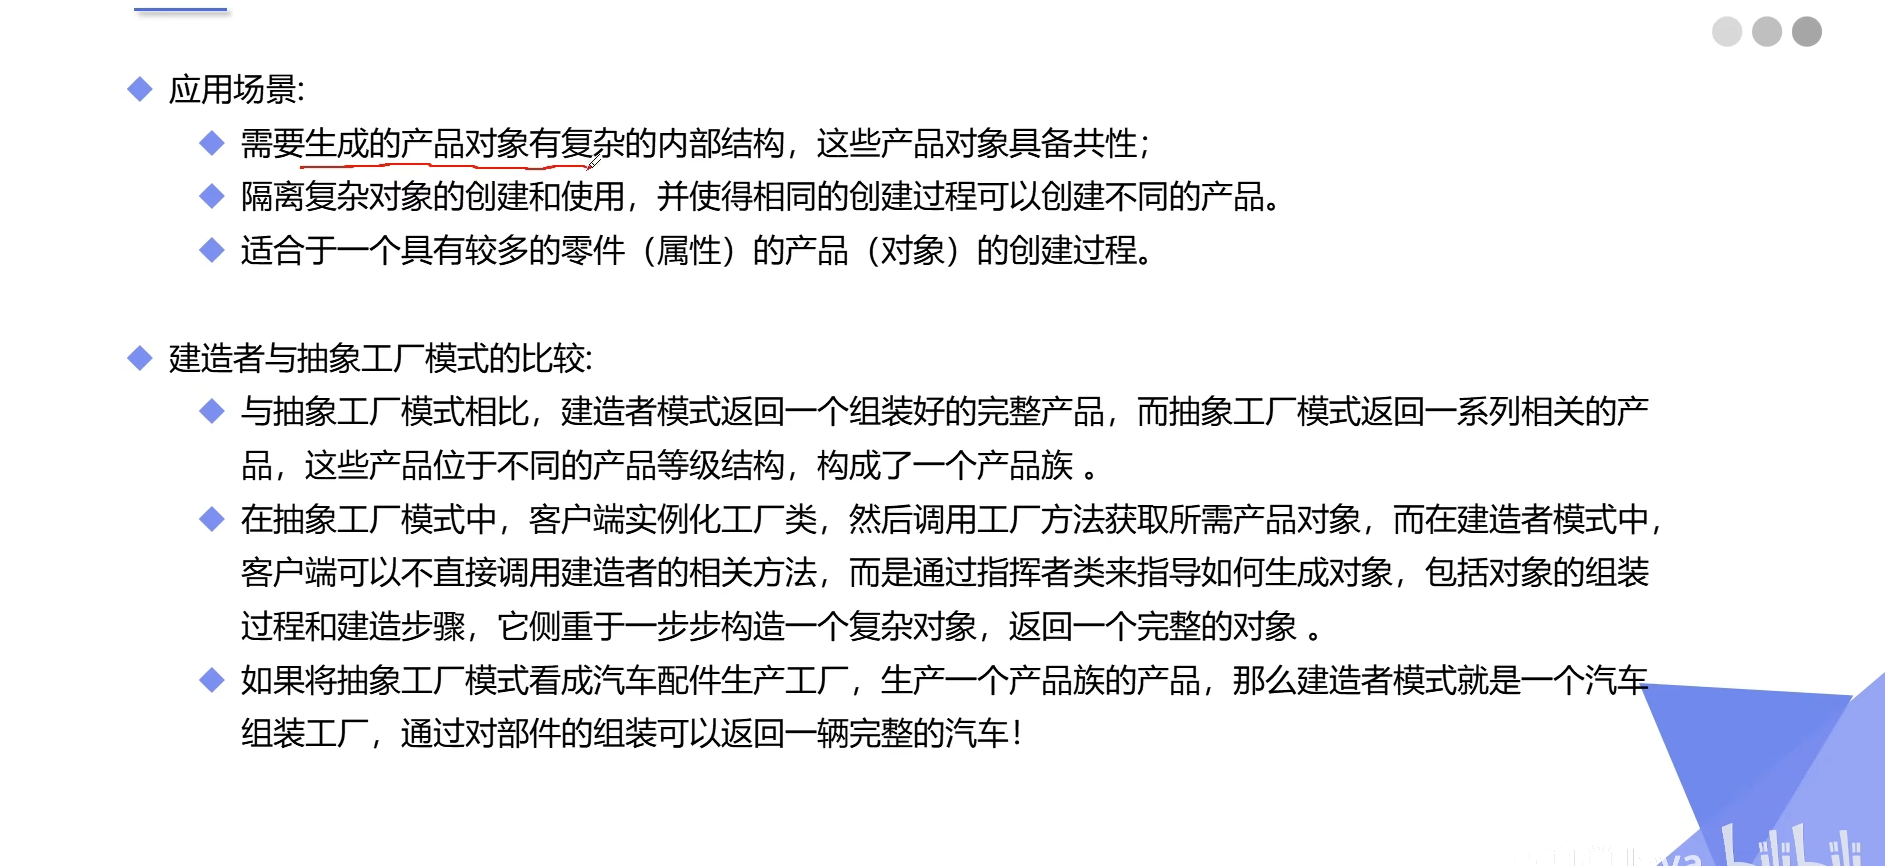 应用场景:
需要生成的产品对象有复杂的内部结构，这些产品对象具备共性；
隔离复杂对象的创建和使用，并使得相同的创建过程可以创建不同的产品。
适合于一个具有较多的零件（属性）的产品（对象）的创建过程。
建造者与抽象工厂模式的比较:
与抽象工厂模式相比，建造者模式返回一个组装好的完整产品，而抽象工厂模式返回一系列相关的产
品，这些产品位于不同的产品等级结构，构成了一个产品族 。
在抽象工厂模式中，客户端实例化工厂类，然后调用工厂方法获取所需产品对象，而在建造者模式中，
客户端可以不直接调用建造者的相关方法，而是通过指挥者类来指导如何生成对象，包括对象的组装
过程和建造步骤，它侧重于一步步构造一个复杂对象，返回一个完整的对象 。
如果将抽象工厂模式看成汽车配件生产工厂，生产一个产品族的产品，那么建造者模式就是一个汽车
组装工厂，通过对部件的组装可以返回一辆完整的汽车！
bilibili